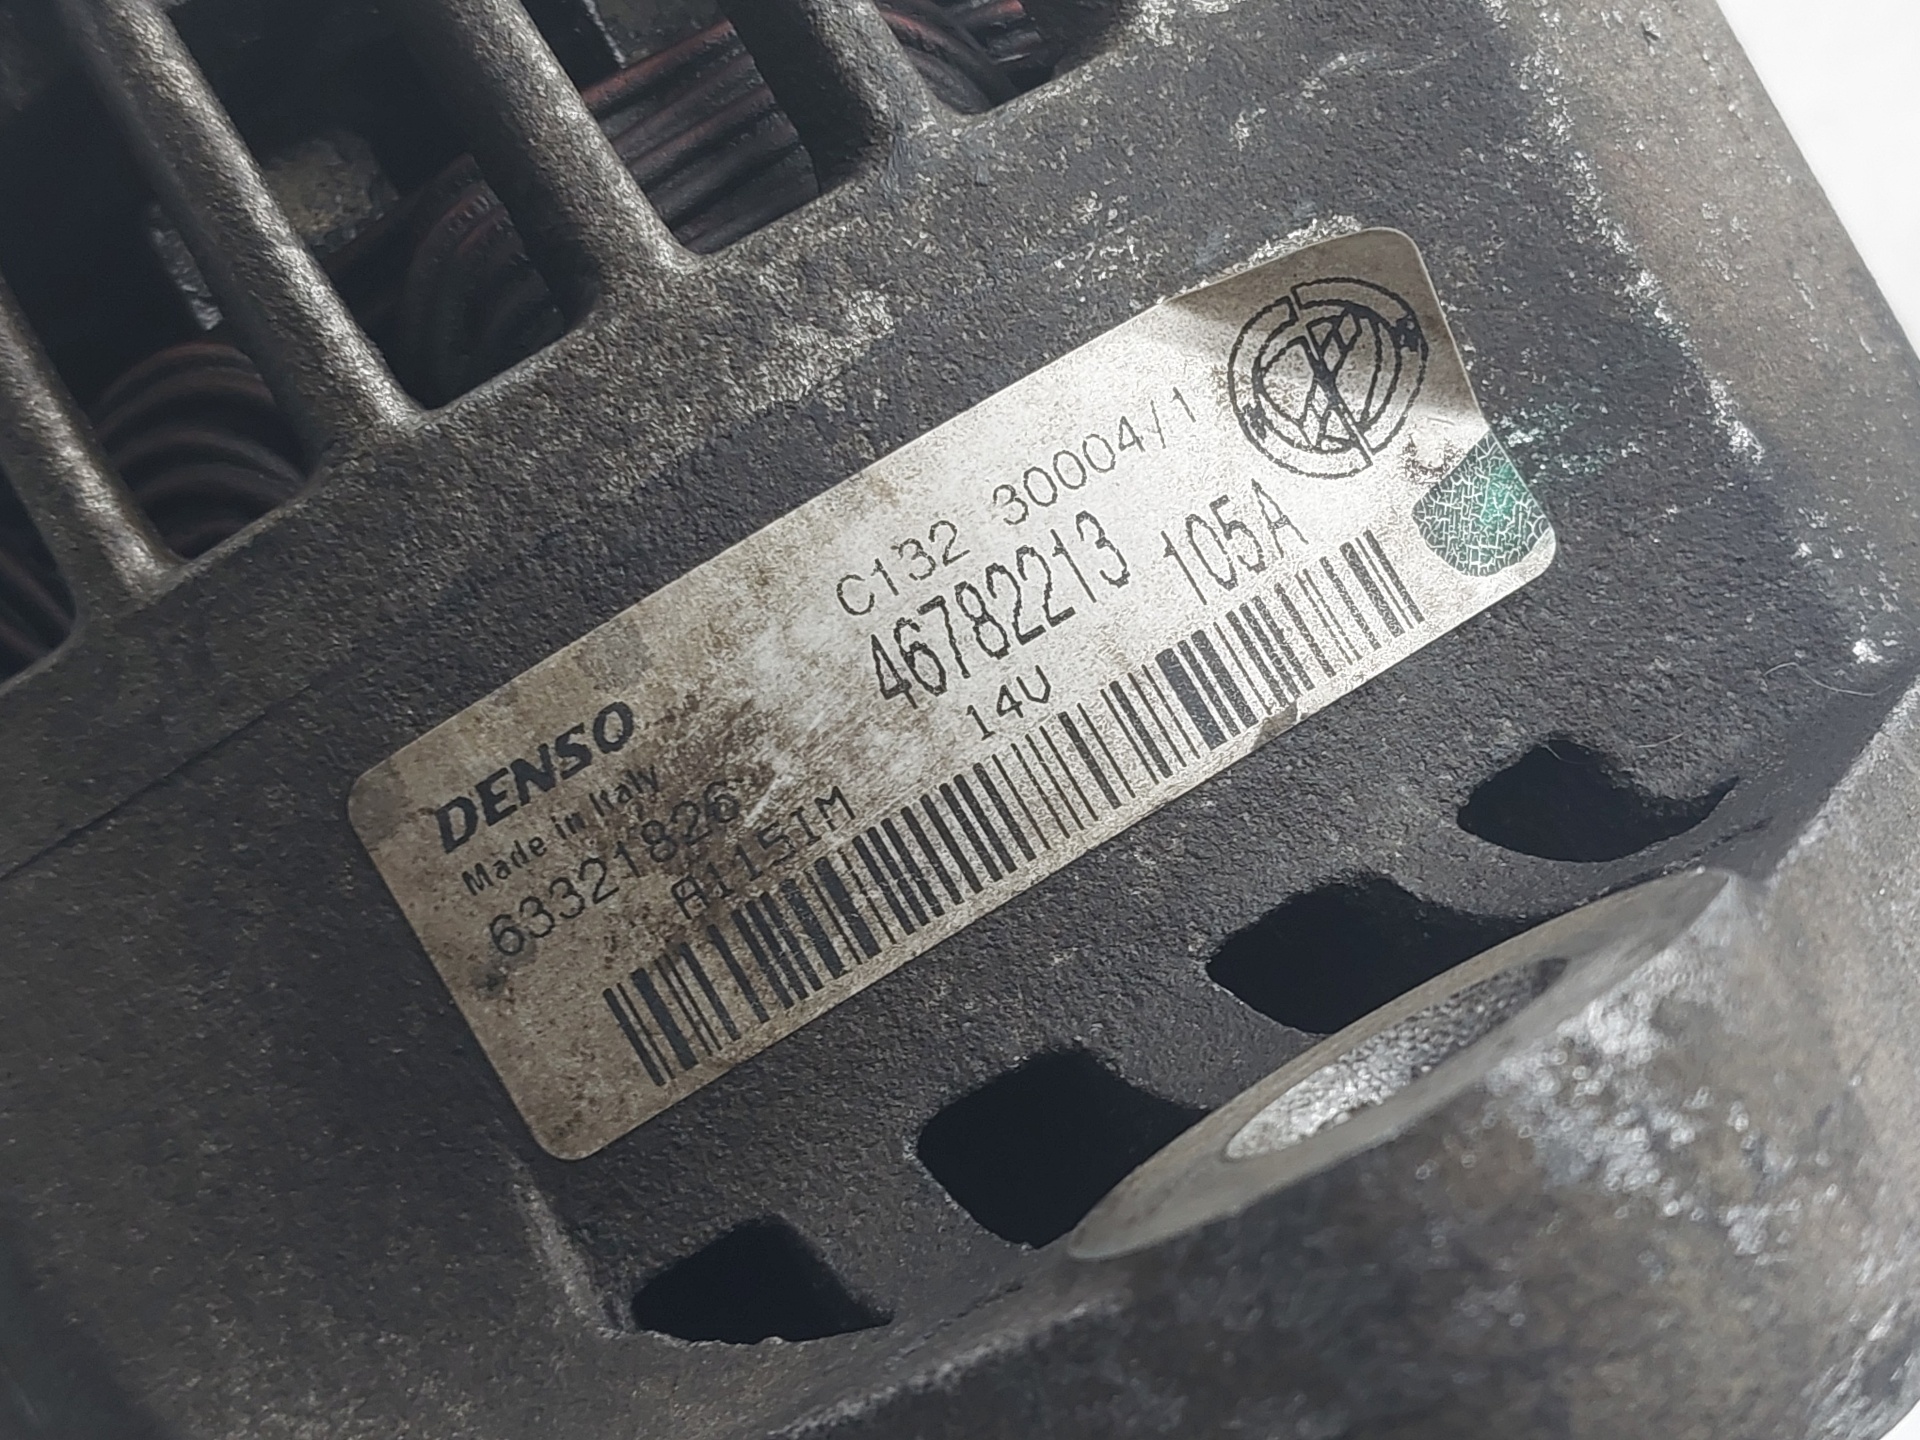 C132 30004/1
46782213 105A
14V
DENSO
Made in Italy
63321826
A115IM